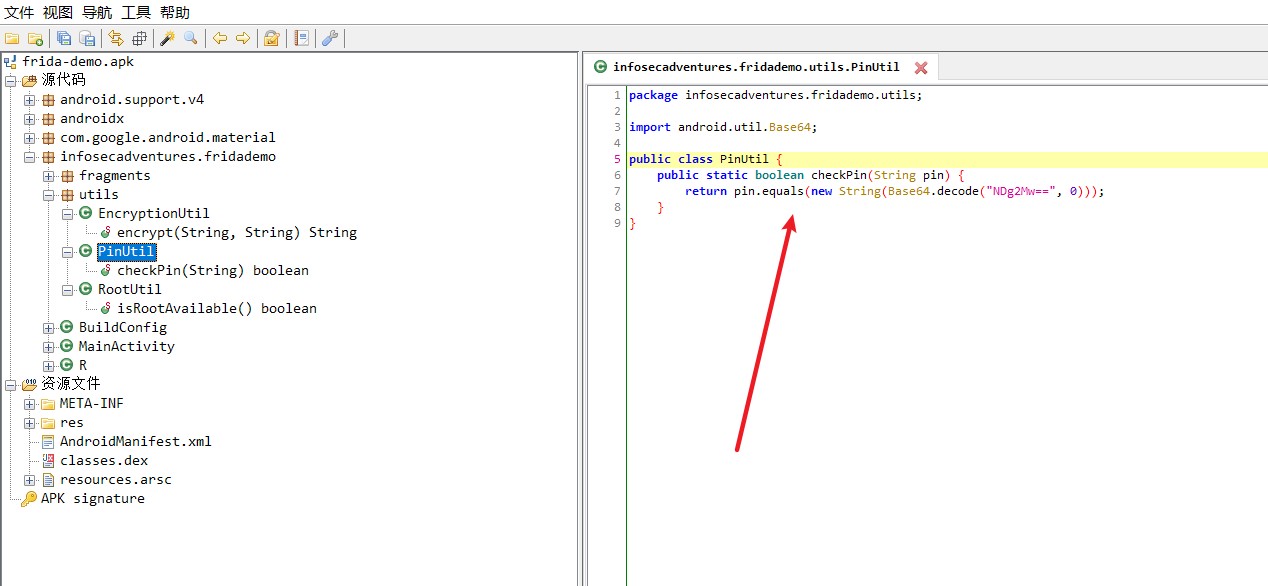 文件 视图 导航 工具 帮助
frida-demo.apk
源代码
android.support.v4
androidx
com.google.android.material
infosecadventures.fridademo
fragments
utils
EncryptionUtil
encrypt(String, String) String
PinUtil
checkPin(String) boolean
RootUtil
isRootAvailable() boolean
BuildConfig
MainActivity
R
资源文件
META-INF
res
AndroidManifest.xml
classes.dex
resources.arsc
APK signature
infosecadventures.fridademo.utils.PinUtil
1 package infosecadventures.fridademo.utils;
2
3 import android.util.Base64;
4
5 public class PinUtil {
6 public static boolean checkPin(String pin) {
7 return pin.equals(new String(Base64.decode("NDg2Mw==", 0)));
8 }
9 }